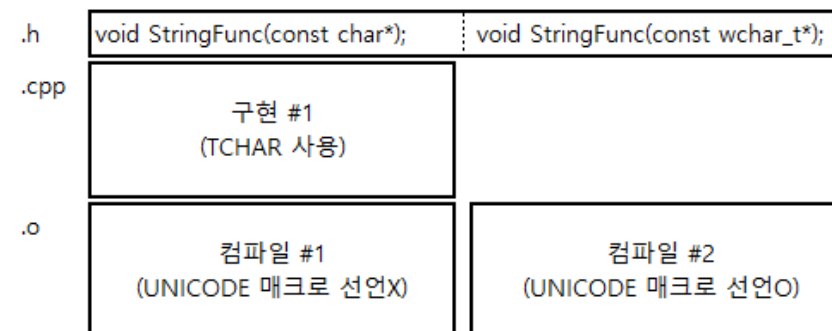 .h void StringFunc(const char*); void StringFunc(const wchar_t*);
.cpp
구현 #1
(TCHAR 사용)
.o
컴파일 #1
(UNICODE 매크로 선언X)
컴파일 #2
(UNICODE 매크로 선언O)